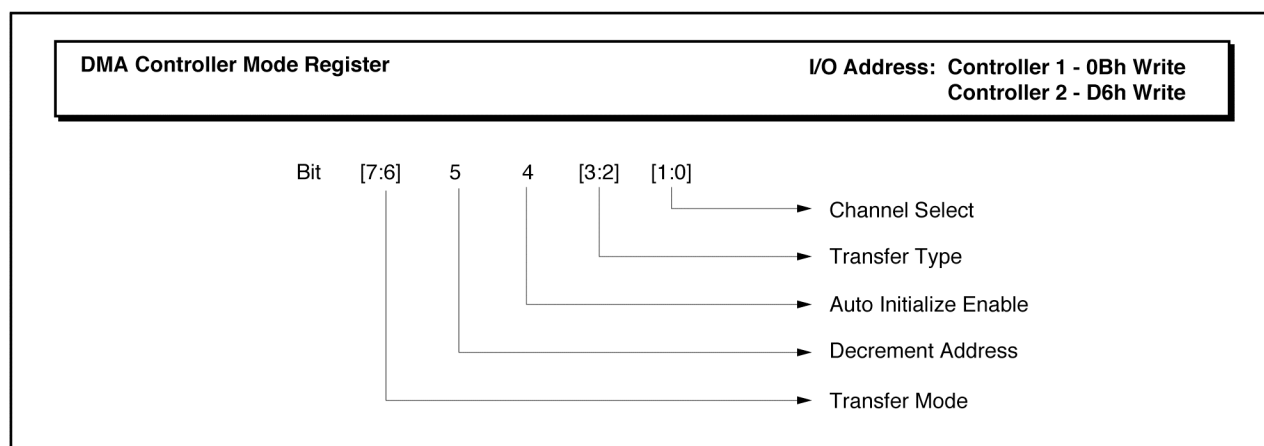 DMA Controller Mode Register
I/O Address: Controller 1 - 0Bh Write
Controller 2 - D6h Write
Bit [7:6] 5 4 [3:2] [1:0]
Channel Select
Transfer Type
Auto Initialize Enable
Decrement Address
Transfer Mode